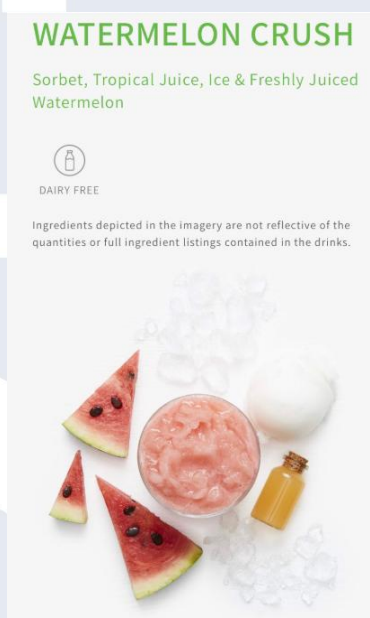 WATERMELON CRUSH
Sorbet, Tropical Juice, Ice & Freshly Juiced
Watermelon
DAIRY FREE
Ingredients depicted in the imagery are not reflective of the
quantities or full ingredient listings contained in the drinks.